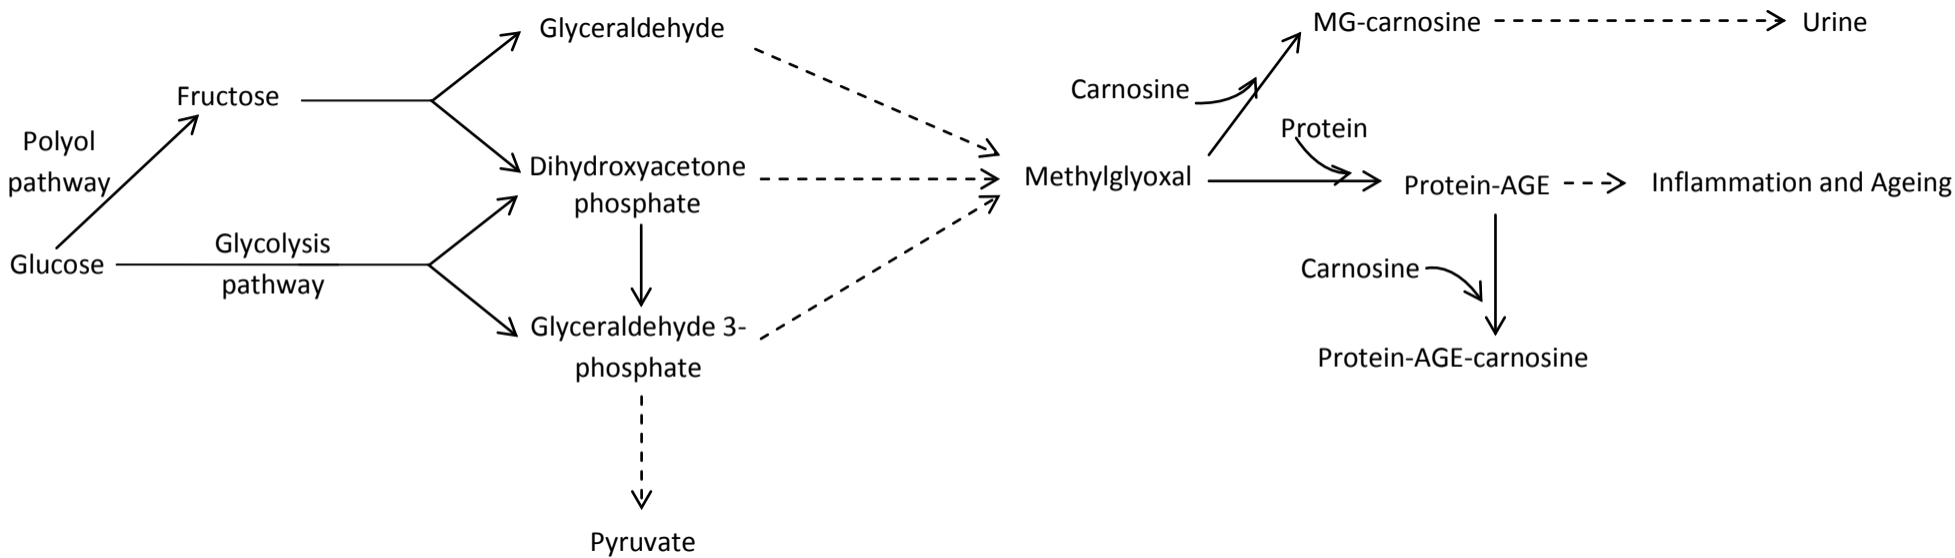 Glyceraldehyde
MG-carnosine
Urine
Fructose
Carnosine
Polyol
pathway
Protein
Dihydroxyacetone
phosphate
Methylglyoxal
Protein-AGE
Inflammation and Ageing
Glucose
Glycolysis
pathway
Carnosine
Glyceraldehyde 3-
phosphate
Protein-AGE-carnosine
Pyruvate